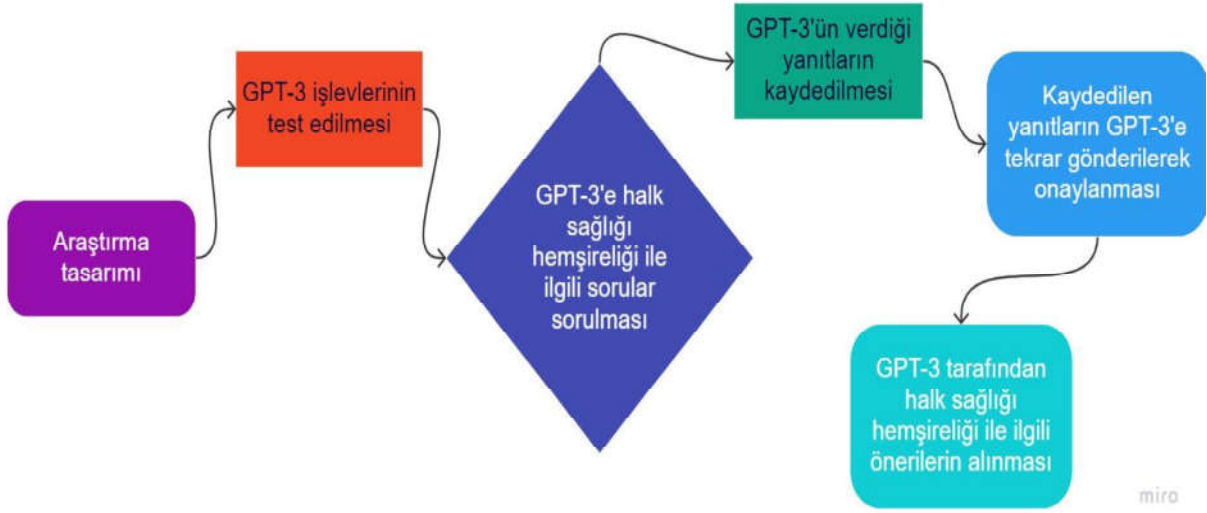 Araştırma
tasarımı
GPT-3 işlevlerinin
test edilmesi
GPT-3'e halk
sağlığı
hemşireliği ile
ilgili sorular
sorulması
GPT-3'ün verdiği
yanıtların
kaydedilmesi
Kaydedilen
yanıtların GPT-3'e
tekrar gönderilerek
onaylanması
GPT-3 tarafından
halk sağlığı
hemşireliği ile ilgili
önerilerin alınması
miro